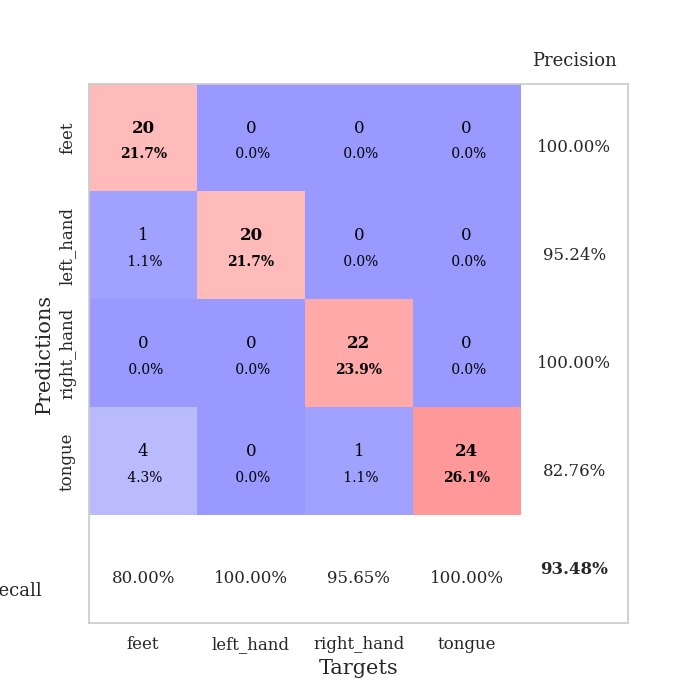 Precision
feet 20 0 0 0 100.00%
21.7% 0.0% 0.0% 0.0%
left_hand 1 20 0 0 95.24%
1.1% 21.7% 0.0% 0.0%
right_hand 0 0 22 0 100.00%
0.0% 0.0% 23.9% 0.0%
tongue 4 0 1 24 82.76%
4.3% 0.0% 1.1% 26.1%
Predictions
ecall 80.00% 100.00% 95.65% 100.00% 93.48%
feet left_hand right_hand tongue
Targets